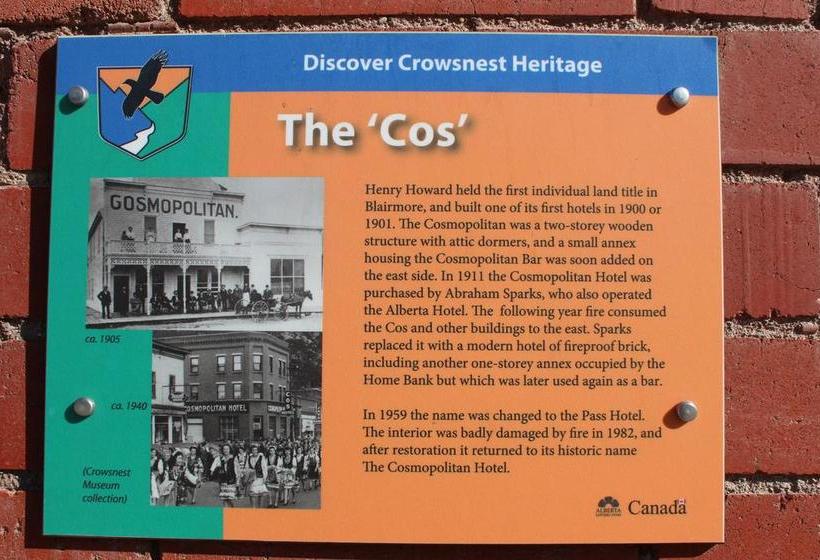 Discover Crowsnest Heritage
The ‘Cos’
GOSMOPOLITAN.
ca. 1905
OSMOPOLITAN HOTEL
ca. 1940
(Crowsnest
Museum
collection)
Henry Howard held the first individual land title in
Blairmore, and built one of its first hotels in 1900 or
1901. The Cosmopolitan was a two-storey wooden
structure with attic dormers, and a small annex
housing the Cosmopolitan Bar was soon added on
the east side. In 1911 the Cosmopolitan Hotel was
purchased by Abraham Sparks, who also operated
the Alberta Hotel. The following year fire consumed
the Cos and other buildings to the east. Sparks
replaced it with a modern hotel of fireproof brick,
including another one-storey annex occupied by the
Home Bank but which was later used again as a bar.
In 1959 the name was changed to the Pass Hotel.
The interior was badly damaged by fire in 1982, and
after restoration it returned to its historic name
The Cosmopolitan Hotel.
ALBERTA
Canada